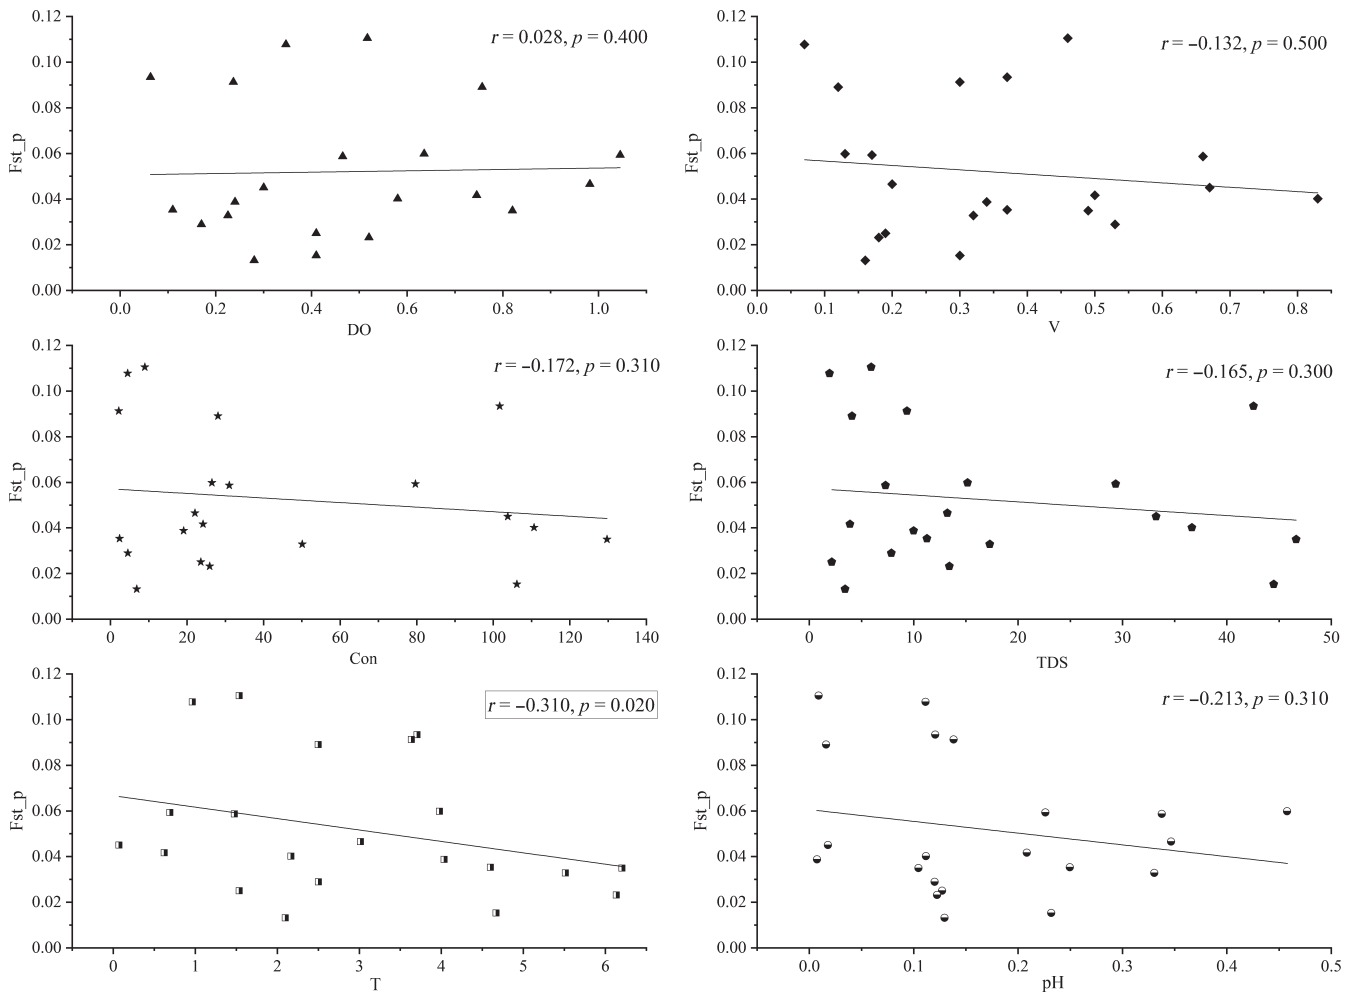 0.12
0.10
0.08
0.06
0.04
0.02
0.00
Fst_p
r = 0.028, p = 0.400
0.0 0.2 0.4 0.6 0.8 1.0
DO
0.12
0.10
0.08
0.06
0.04
0.02
0.00
Fst_p
r = −0.132, p = 0.500
0.0 0.1 0.2 0.3 0.4 0.5 0.6 0.7 0.8
V
0.12
0.10
0.08
0.06
0.04
0.02
0.00
Fst_p
r = −0.172, p = 0.310
0 20 40 60 80 100 120 140
Con
0.12
0.10
0.08
0.06
0.04
0.02
0.00
Fst_p
r = −0.165, p = 0.300
0 10 20 30 40 50
TDS
0.12
0.10
0.08
0.06
0.04
0.02
0.00
Fst_p
r = −0.310, p = 0.020
0 1 2 3 4 5 6
T
0.12
0.10
0.08
0.06
0.04
0.02
0.00
Fst_p
r = −0.213, p = 0.310
0.0 0.1 0.2 0.3 0.4 0.5
pH